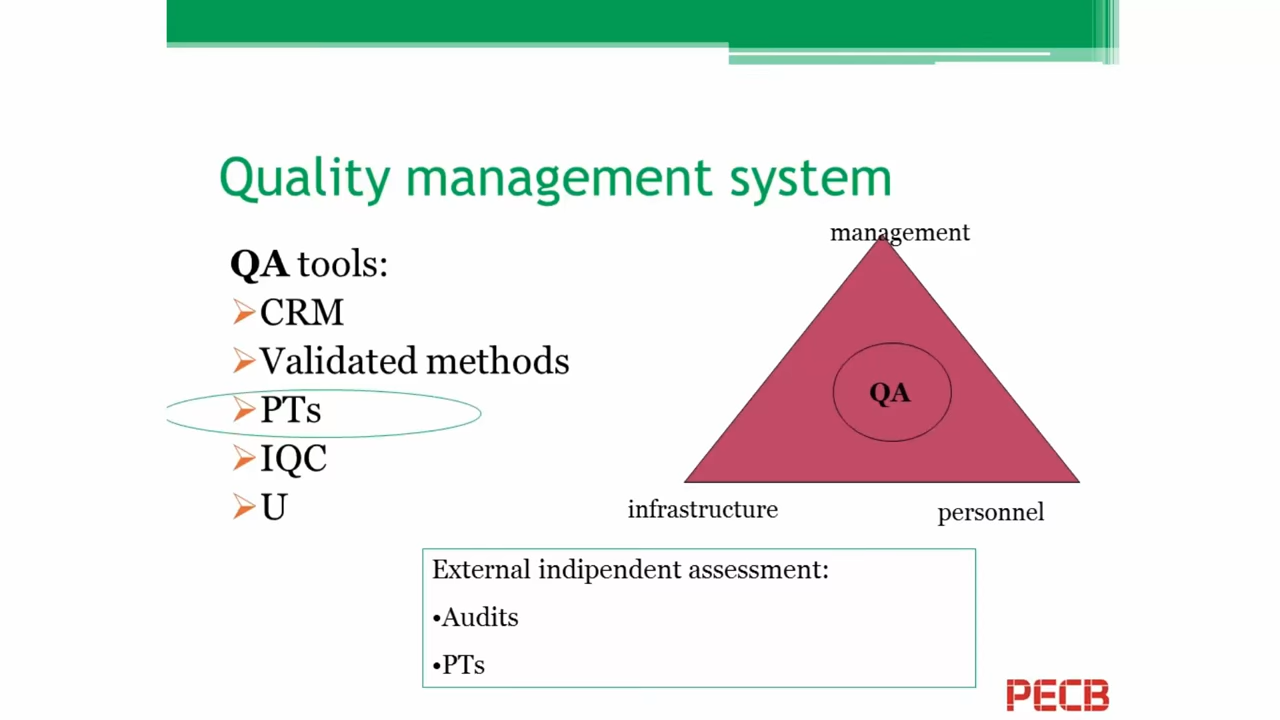 Quality management system
QA tools:
➢CRM
➢Validated methods
➢PTs
➢IQC
➢U
management
QA
infrastructure
personnel
External indipendent assessment:
•Audits
•PTs
PECB